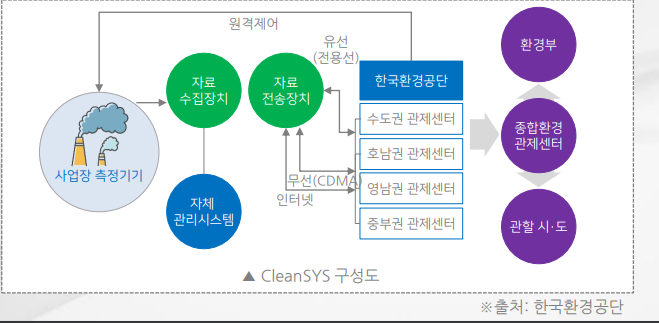 원격제어
유선
(전용선)
환경부
자료
수집장치
자료
전송장치
한국환경공단
수도권 관제센터
종합환경
관제센터
호남권 관제센터
사업장 측정기기
무선(CDMA)
영남권 관제센터
인터넷
자체
관리시스템
중부권 관제센터
관할 시·도
▲ CleanSYS 구성도
※출처: 한국환경공단